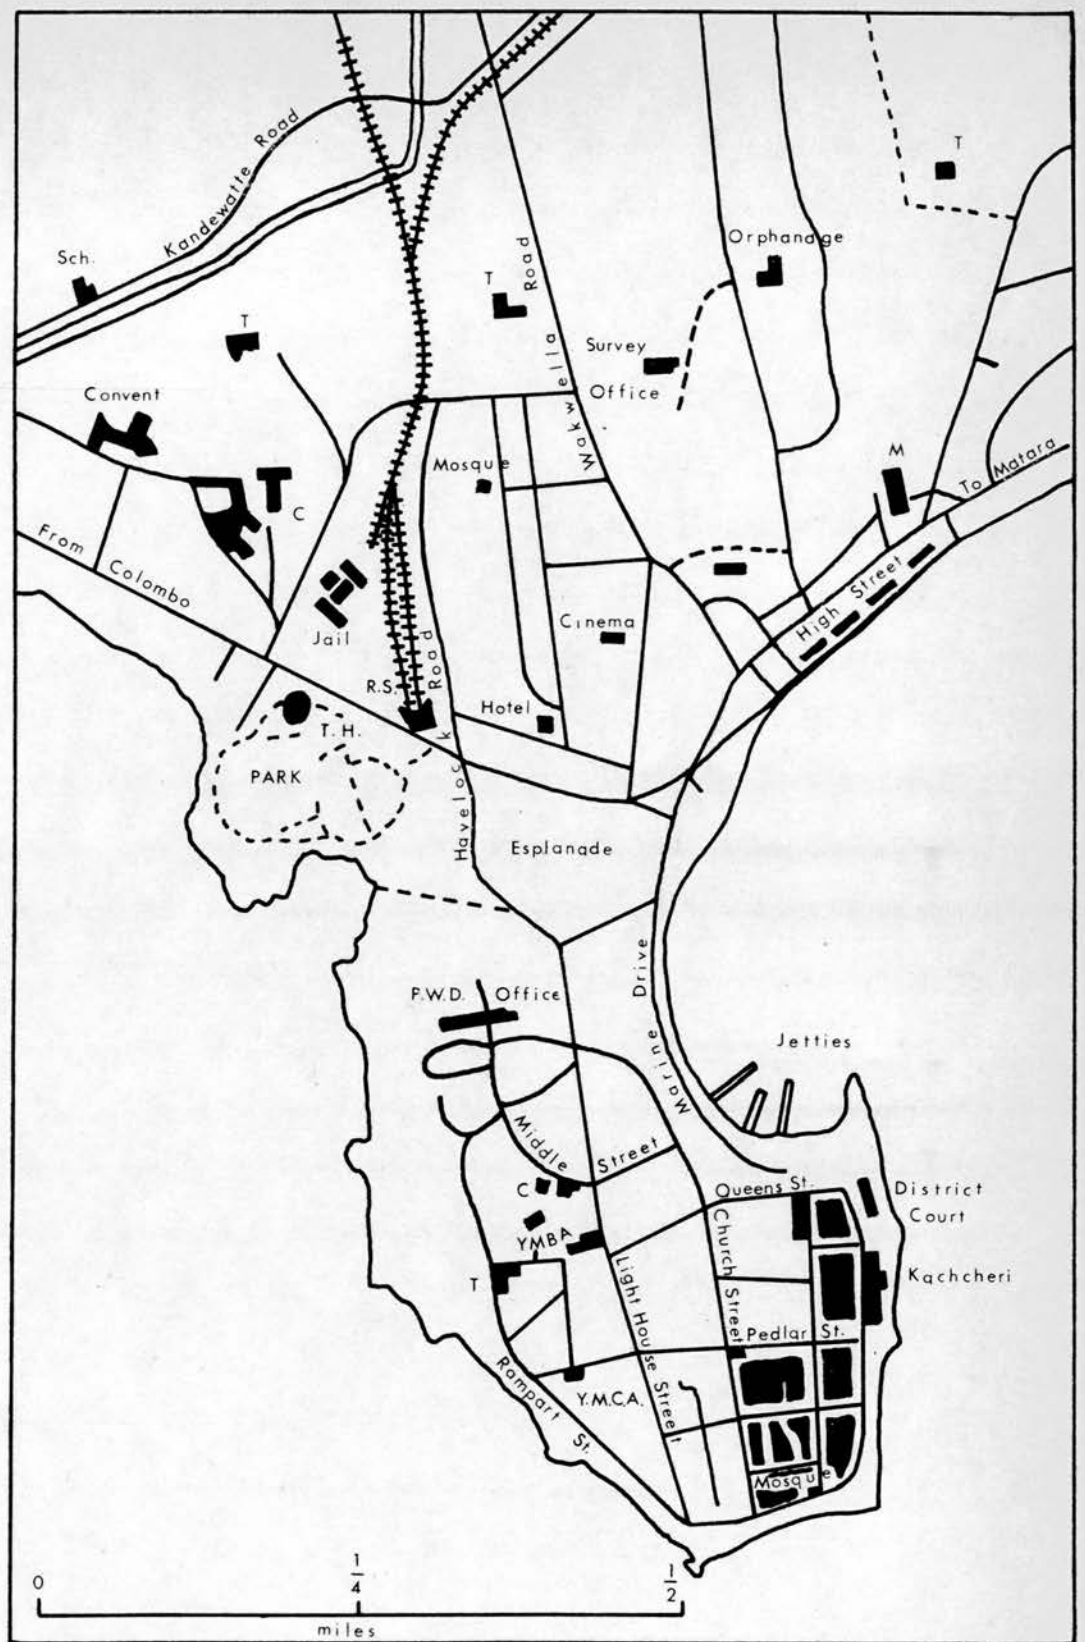 Kandewatte Road
T
Sch.
Orphanage
T
Wakwella Road
T
Survey
Office
Convent
M
Mosque
To Matara
C
From Colombo
High Street
Cinema
Jail
R.S.
Hotel
T.H.
PARK
Havelock Road
Esplanade
Marine Drive
P.W.D. Office
Jetties
Middle Street
C
Queens St.
District
Court
YMBA
Church Street
Light House Street
T
Kachcheri
Pedlar St.
Rampart St.
Y.M.C.A.
Mosque
0 1/4 1/2
miles